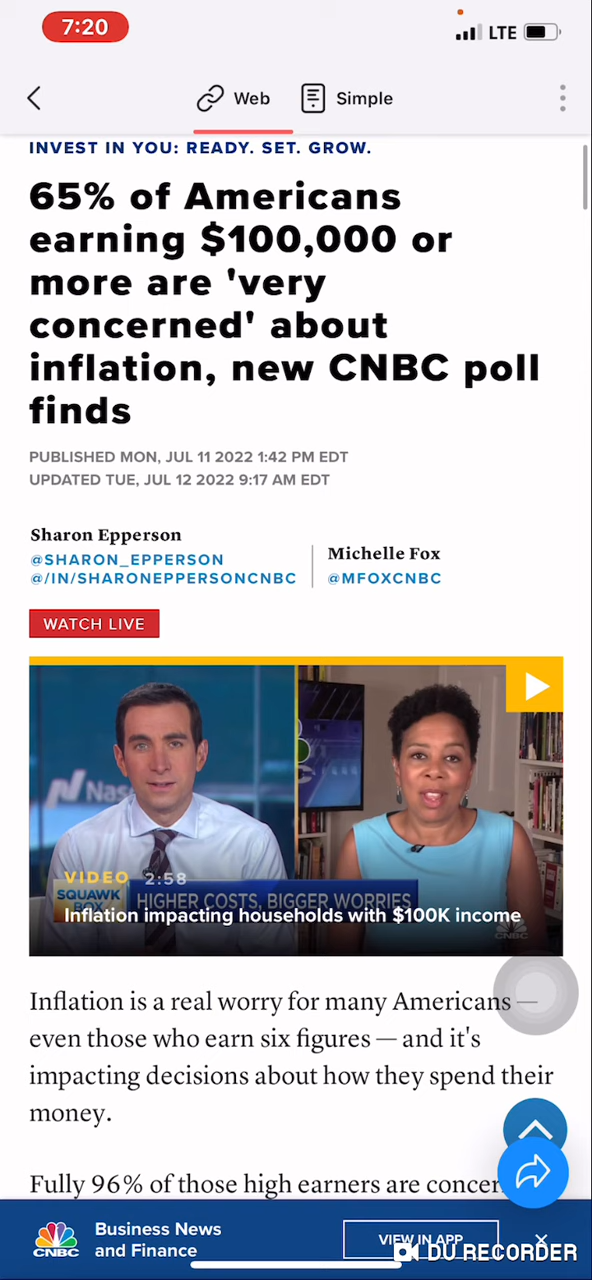 7:20
LTE
Web
Simple
INVEST IN YOU: READY. SET. GROW.
65% of Americans
earning $100,000 or
more are 'very
concerned' about
inflation, new CNBC poll
finds
PUBLISHED MON, JUL 11 2022 1:42 PM EDT
UPDATED TUE, JUL 12 2022 9:17 AM EDT
Sharon Epperson
@SHARON_EPPERSON
@/IN/SHARONEPPERSONCNBC
Michelle Fox
@MFOXCNBC
WATCH LIVE
VIDEO 2:58
SQUAWK BOX
HIGHER COSTS, BIGGER WORRIES
Inflation impacting households with $100K income
CNBC
Inflation is a real worry for many Americans —
even those who earn six figures — and it's
impacting decisions about how they spend their
money.
Fully 96% of those high earners are
CNBC
Business News
and Finance
VIEW IN APP
DU RECORDER